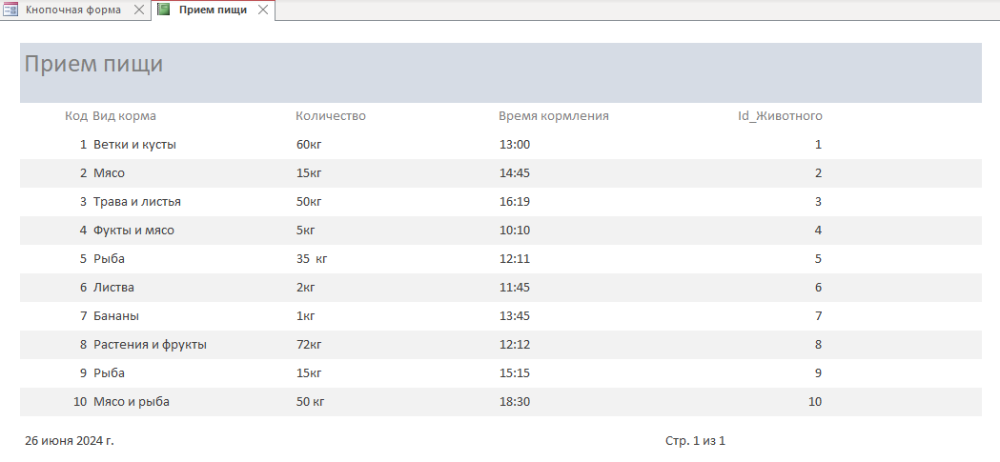 Кнопочная форма Прием пищи
Прием пищи
Код Вид корма Количество Время кормления Id_Животного
1 Ветки и кусты 60кг 13:00 1
2 Мясо 15кг 14:45 2
3 Трава и листья 50кг 16:19 3
4 Фукты и мясо 5кг 10:10 4
5 Рыба 35 кг 12:11 5
6 Листва 2кг 11:45 6
7 Бананы 1кг 13:45 7
8 Растения и фрукты 72кг 12:12 8
9 Рыба 15кг 15:15 9
10 Мясо и рыба 50 кг 18:30 10
26 июня 2024 г. Стр. 1 из 1